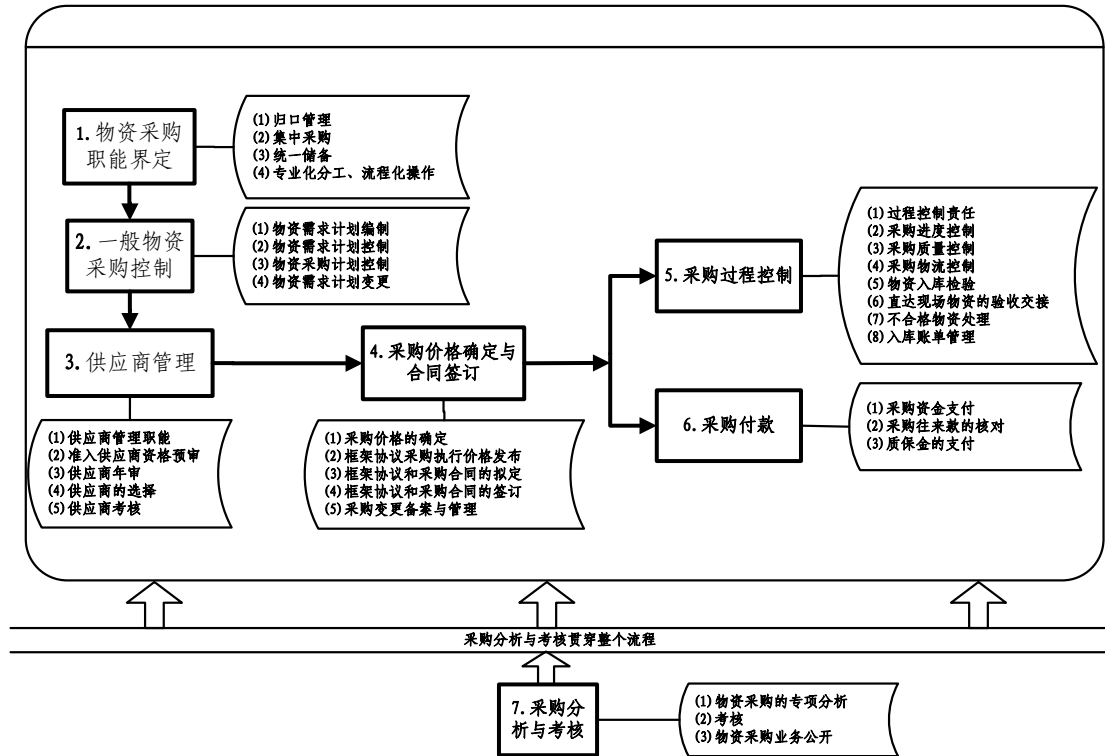 1. 物资采购
职能界定
(1) 归口管理
(2) 集中采购
(3) 统一储备
(4) 专业化分工、流程化操作
2. 一般物资
采购控制
(1) 物资需求计划编制
(2) 物资需求计划控制
(3) 物资采购计划控制
(4) 物资需求计划变更
3. 供应商管理
(1) 供应商管理职能
(2) 准入供应商资格预审
(3) 供应商年审
(4) 供应商的选择
(5) 供应商考核
4. 采购价格确定与
合同签订
(1) 采购价格的确定
(2) 框架协议采购执行价格发布
(3) 框架协议和采购合同的拟定
(4) 框架协议和采购合同的签订
(5) 采购变更备案与管理
5. 采购过程控制
(1) 过程控制责任
(2) 采购进度控制
(3) 采购质量控制
(4) 采购物流控制
(5) 物资入库检验
(6) 直达现场物资的验收交接
(7) 不合格物资处理
(8) 入库账单管理
6. 采购付款
(1) 采购资金支付
(2) 采购往来款的核对
(3) 质保金的支付
采购分析与考核贯穿整个流程
7. 采购分
析与考核
(1) 物资采购的专项分析
(2) 考核
(3) 物资采购业务公开